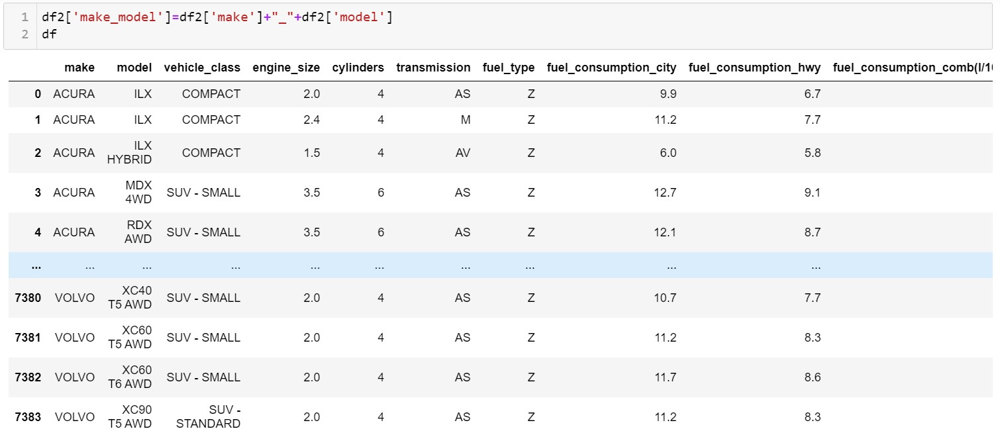 1 df2['make_model']=df2['make']+"_"+df2['model']
2 df
make model vehicle_class engine_size cylinders transmission fuel_type fuel_consumption_city fuel_consumption_hwy fuel_consumption_comb(l/10
0 ACURA ILX COMPACT 2.0 4 AS Z 9.9 6.7
1 ACURA ILX COMPACT 2.4 4 M Z 11.2 7.7
2 ACURA ILX HYBRID COMPACT 1.5 4 AV Z 6.0 5.8
3 ACURA MDX 4WD SUV - SMALL 3.5 6 AS Z 12.7 9.1
4 ACURA RDX AWD SUV - SMALL 3.5 6 AS Z 12.1 8.7
... ... ... ... ... ... ... ... ... ...
7380 VOLVO XC40 T5 AWD SUV - SMALL 2.0 4 AS Z 10.7 7.7
7381 VOLVO XC60 T5 AWD SUV - SMALL 2.0 4 AS Z 11.2 8.3
7382 VOLVO XC60 T6 AWD SUV - SMALL 2.0 4 AS Z 11.7 8.6
7383 VOLVO XC90 T5 AWD SUV - STANDARD 2.0 4 AS Z 11.2 8.3